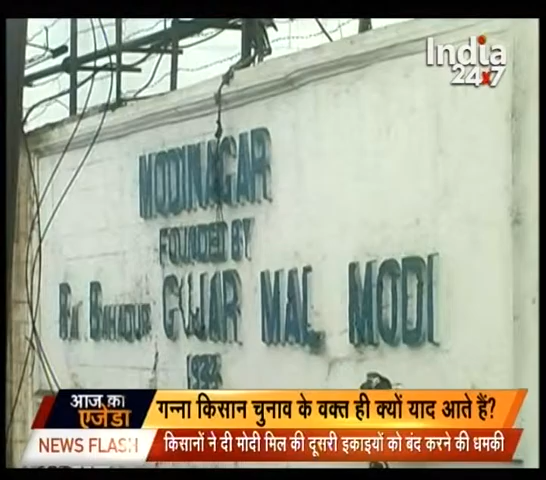 India
24x7
MODINAGAR
FOUNDED BY
RAI BAHADUR GUJAR MAL MODI
आज का
एजेंडा
गन्ना किसान चुनाव के वक्त ही क्यों याद आते हैं?
NEWS FLASH
किसानों ने दी मोदी मिल की दूसरी इकाइयों को बंद करने की धमकी